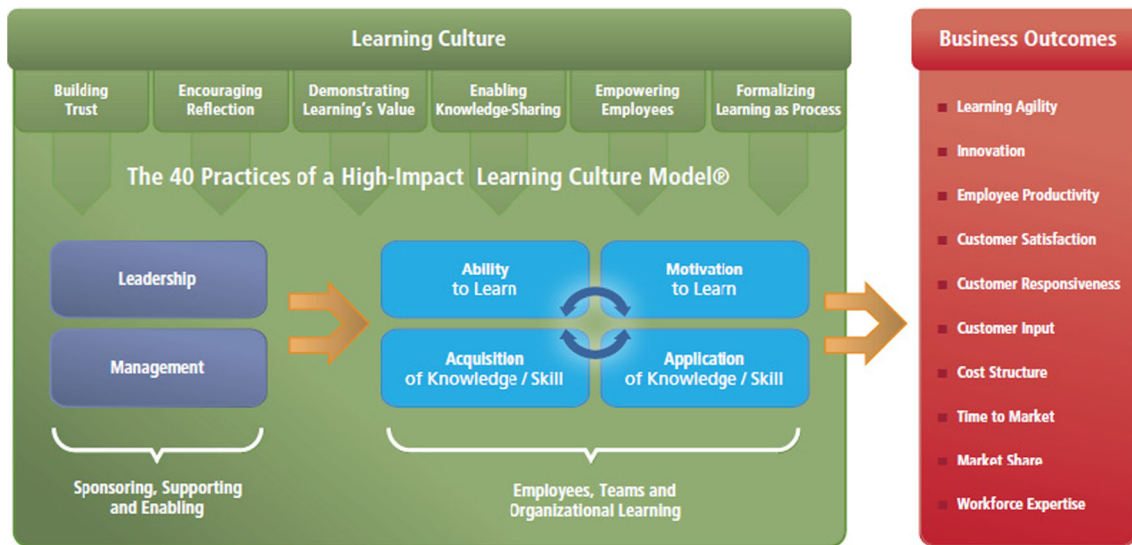 Learning Culture
Building
Trust
Encouraging
Reflection
Demonstrating
Learning's Value
Enabling
Knowledge-Sharing
Empowering
Employees
Formalizing
Learning as Process
The 40 Practices of a High-Impact Learning Culture Model®
Leadership
Management
Sponsoring, Supporting
and Enabling
Ability
to Learn
Motivation
to Learn
Acquisition
of Knowledge / Skill
Application
of Knowledge / Skill
Employees, Teams and
Organizational Learning
Business Outcomes
Learning Agility
Innovation
Employee Productivity
Customer Satisfaction
Customer Responsiveness
Customer Input
Cost Structure
Time to Market
Market Share
Workforce Expertise